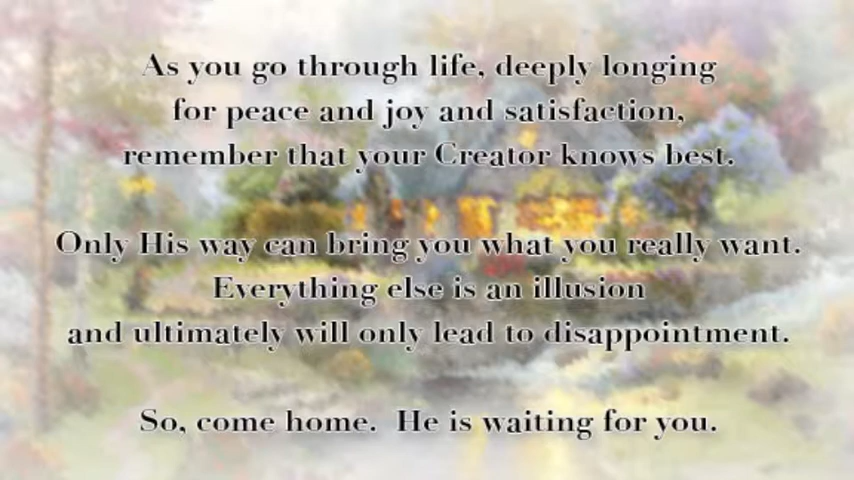 As you go through life, deeply longing
for peace and joy and satisfaction,
remember that your Creator knows best.
Only His way can bring you what you really want.
Everything else is an illusion
and ultimately will only lead to disappointment.
So, come home.  He is waiting for you.